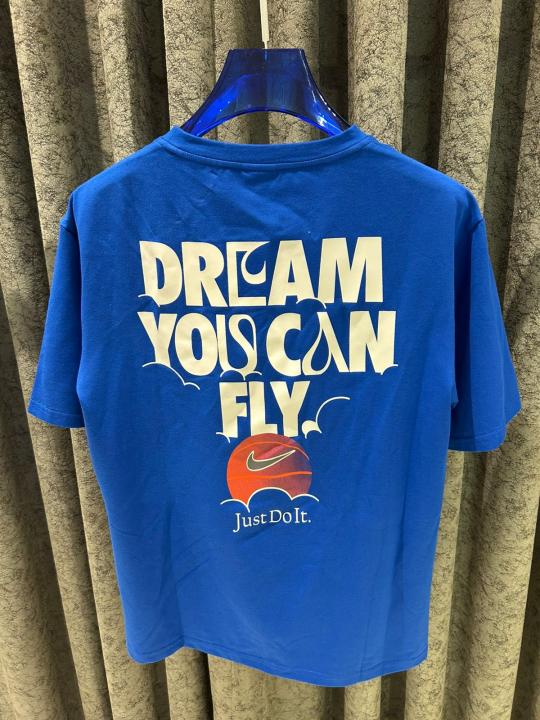 DREAM
YOU CAN
FLY.
Just Do It.